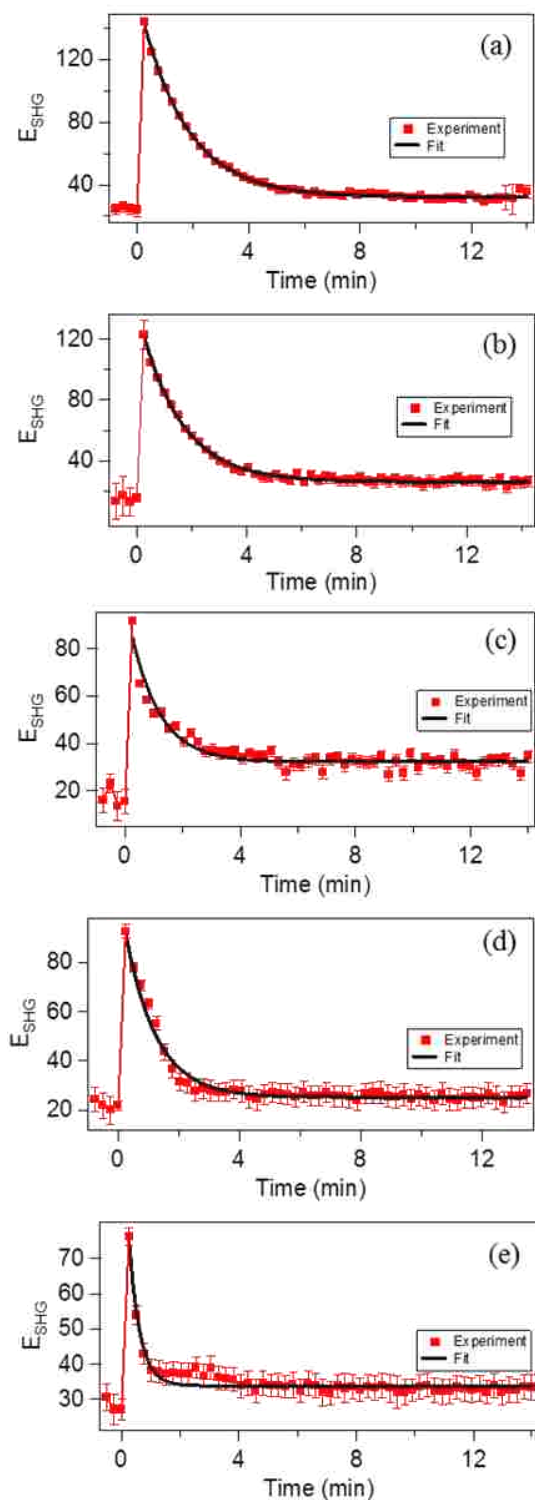 (a)
120
80
40
E_SHG
Experiment
Fit
0 4 8 12
Time (min)
(b)
120
80
40
E_SHG
Experiment
Fit
0 4 8 12
Time (min)
(c)
80
60
40
20
E_SHG
Experiment
Fit
0 4 8 12
Time (min)
(d)
80
60
40
20
E_SHG
Experiment
Fit
0 4 8 12
Time (min)
(e)
70
60
50
40
30
E_SHG
Experiment
Fit
0 4 8 12
Time (min)